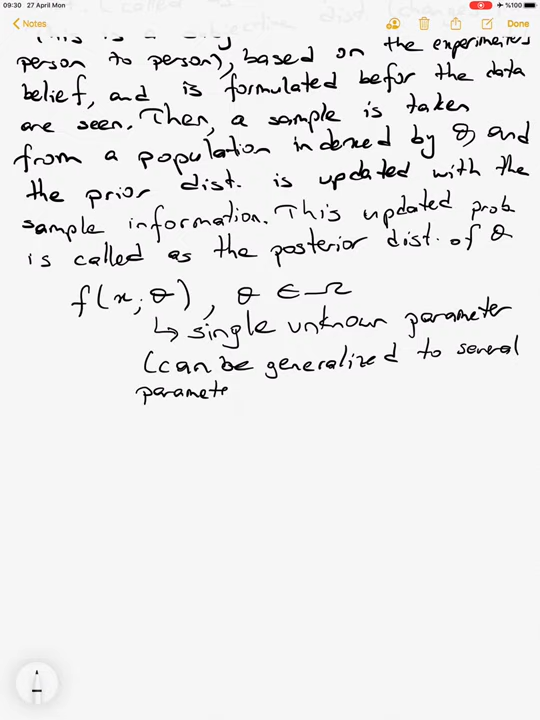 09:30 27 April Mon %100
Notes Done
This is a
person to person), based on the experimenter's
belief, and is formulated befor the data
are seen. Then, a sample is taken
from a population indexed by θ, and
the prior dist. is updated with the
sample information. This updated prob.
is called as the posterior dist. of θ
f(x; θ), θ ∈ Ω
↳ single unknown parameter
(can be generalized to several
paramete